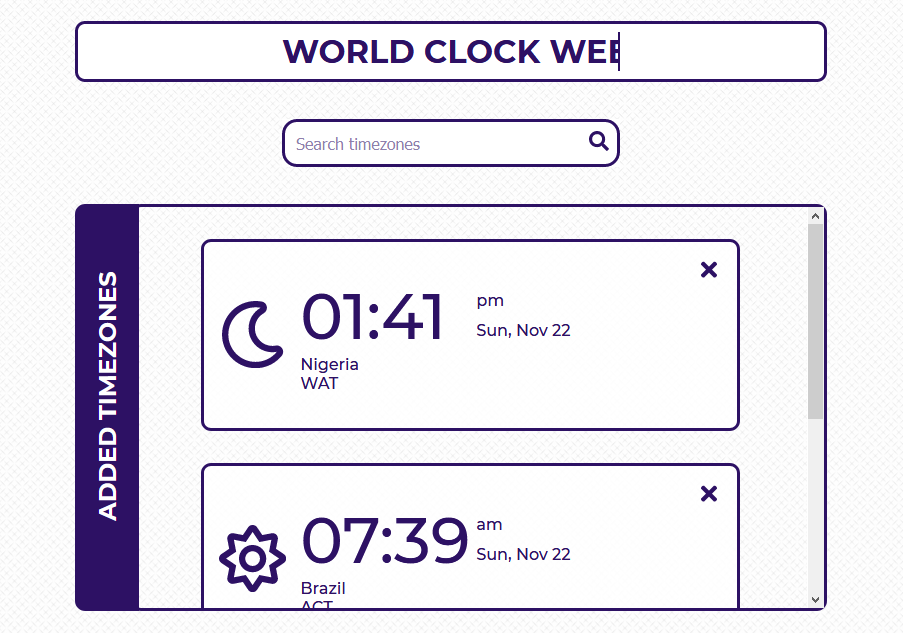 WORLD CLOCK WEE
Search timezones
ADDED TIMEZONES
01:41 pm
Sun, Nov 22
Nigeria
WAT
07:39 am
Sun, Nov 22
Brazil
ACT